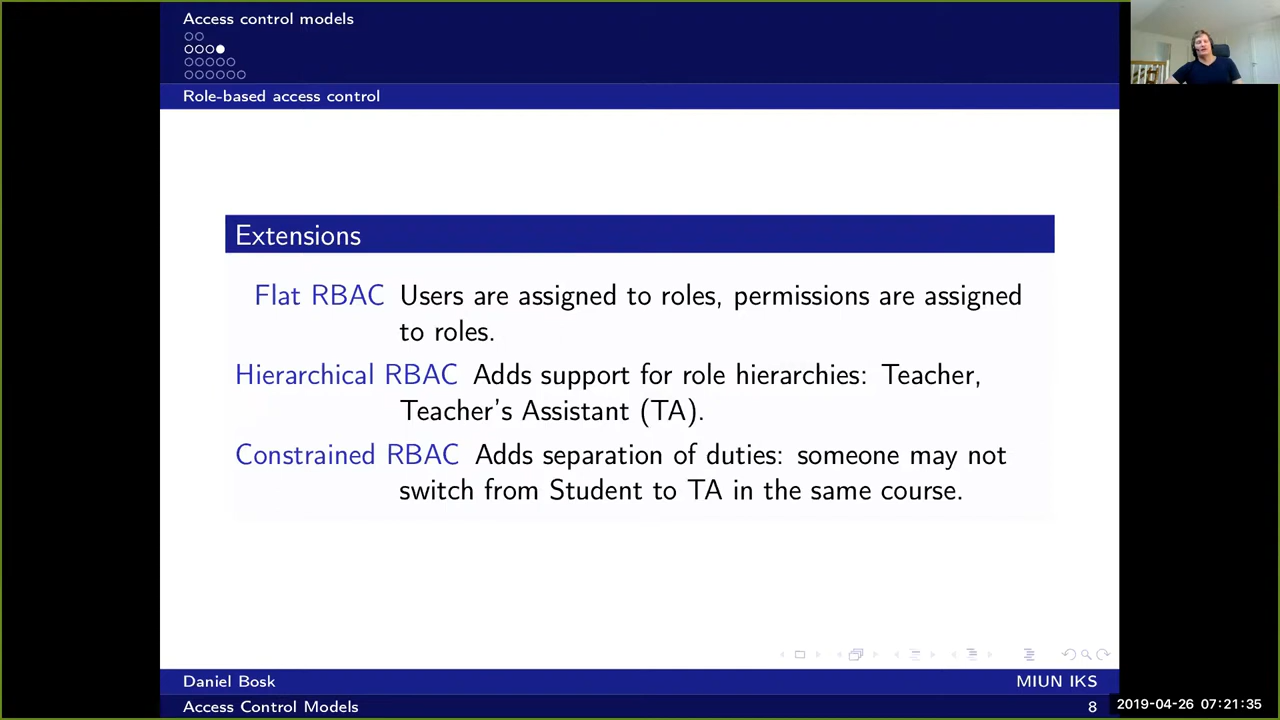 Access control models
Role-based access control
Extensions
Flat RBAC Users are assigned to roles, permissions are assigned
to roles.
Hierarchical RBAC Adds support for role hierarchies: Teacher,
Teacher's Assistant (TA).
Constrained RBAC Adds separation of duties: someone may not
switch from Student to TA in the same course.
Daniel Bosk MIUN IKS
Access Control Models 8
2019-04-26 07:21:35